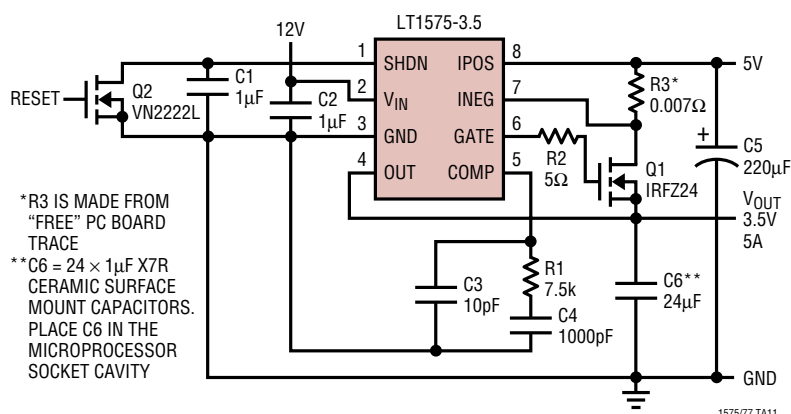 LT1575-3.5
12V
1
SHDN
IPOS
8
5V
RESET
Q2
VN2222L
C1
1µF
C2
1µF
2
VIN
INEG
7
R3*
0.007Ω
3
GND
GATE
6
R2
5Ω
Q1
IRFZ24
+
C5
220µF
4
OUT
COMP
5
VOUT
3.5V
5A
*R3 IS MADE FROM
“FREE” PC BOARD
TRACE
**C6 = 24 × 1µF X7R
CERAMIC SURFACE
MOUNT CAPACITORS.
PLACE C6 IN THE
MICROPROCESSOR
SOCKET CAVITY
C3
10pF
R1
7.5k
C4
1000pF
C6**
24µF
GND
1575/77 TA11